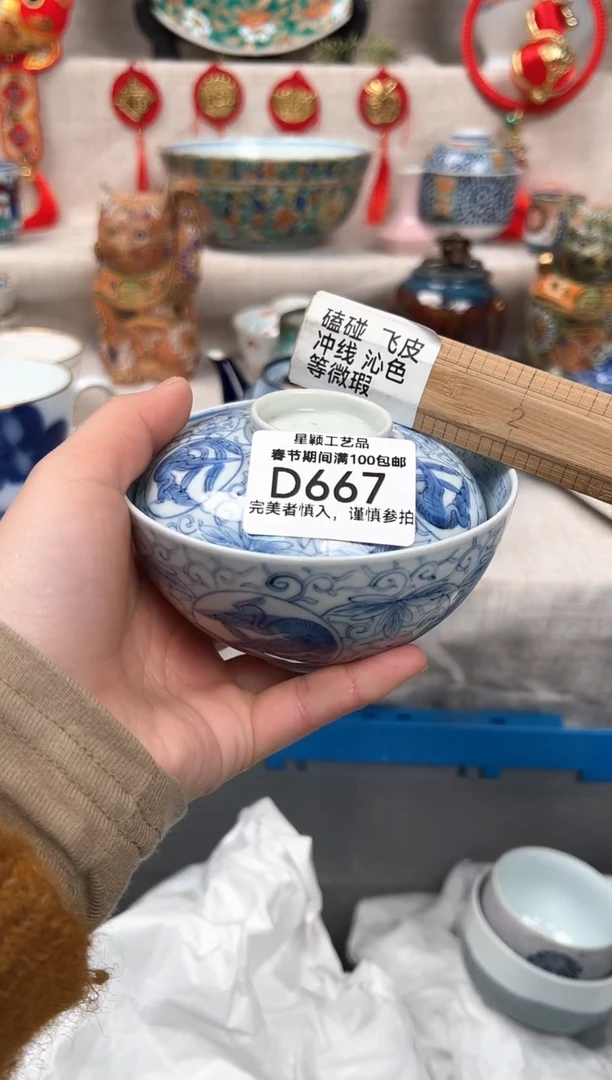 磕碰 飞皮
冲线 沁色
等微瑕
2
星颖工艺品
春节期间满100包邮
D667
完美者慎入，谨慎参拍